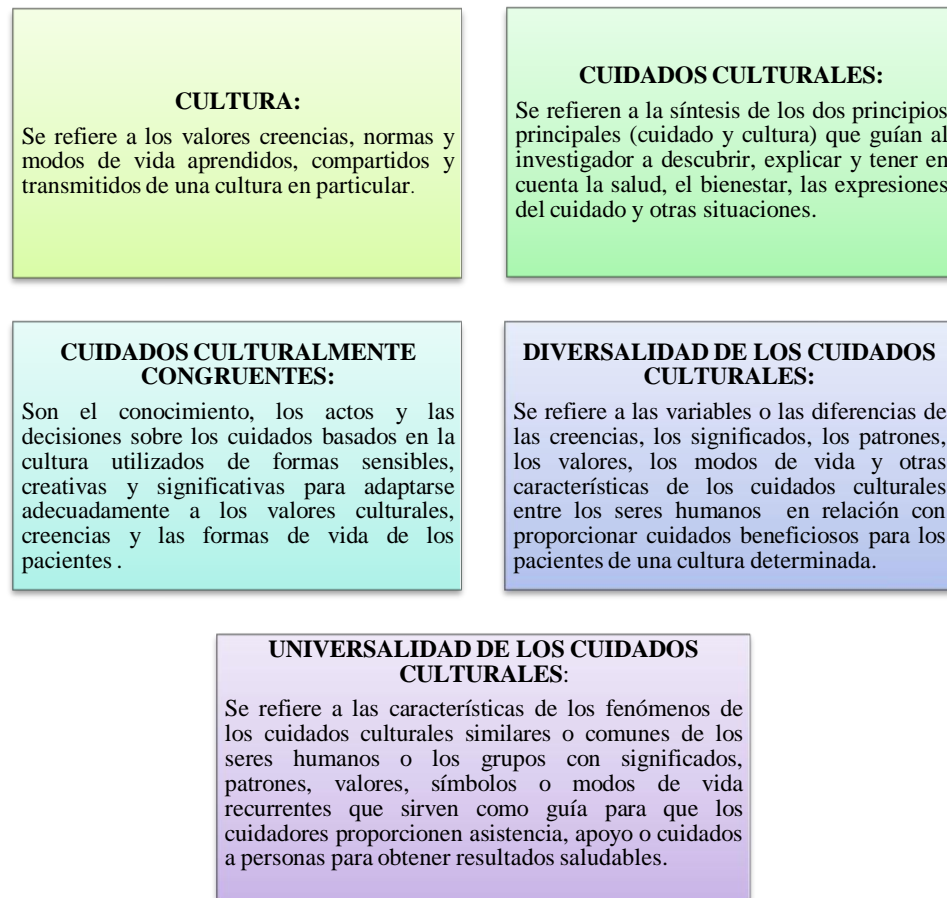 CULTURA:
Se refiere a los valores creencias, normas y
modos de vida aprendidos, compartidos y
transmitidos de una cultura en particular.
CUIDADOS CULTURALES:
Se refieren a la síntesis de los dos principios
principales (cuidado y cultura) que guían al
investigador a descubrir, explicar y tener en
cuenta la salud, el bienestar, las expresiones
del cuidado y otras situaciones.
CUIDADOS CULTURALMENTE
CONGRUENTES:
Son el conocimiento, los actos y las
decisiones sobre los cuidados basados en la
cultura utilizados de formas sensibles,
creativas y significativas para adaptarse
adecuadamente a los valores culturales,
creencias y las formas de vida de los
pacientes .
DIVERSALIDAD DE LOS CUIDADOS
CULTURALES:
Se refiere a las variables o las diferencias de
las creencias, los significados, los patrones,
los valores, los modos de vida y otras
características de los cuidados culturales
entre los seres humanos en relación con
proporcionar cuidados beneficiosos para los
pacientes de una cultura determinada.
UNIVERSALIDAD DE LOS CUIDADOS
CULTURALES:
Se refiere a las características de los fenómenos de
los cuidados culturales similares o comunes de los
seres humanos o los grupos con significados,
patrones, valores, símbolos o modos de vida
recurrentes que sirven como guía para que los
cuidadores proporcionen asistencia, apoyo o cuidados
a personas para obtener resultados saludables.